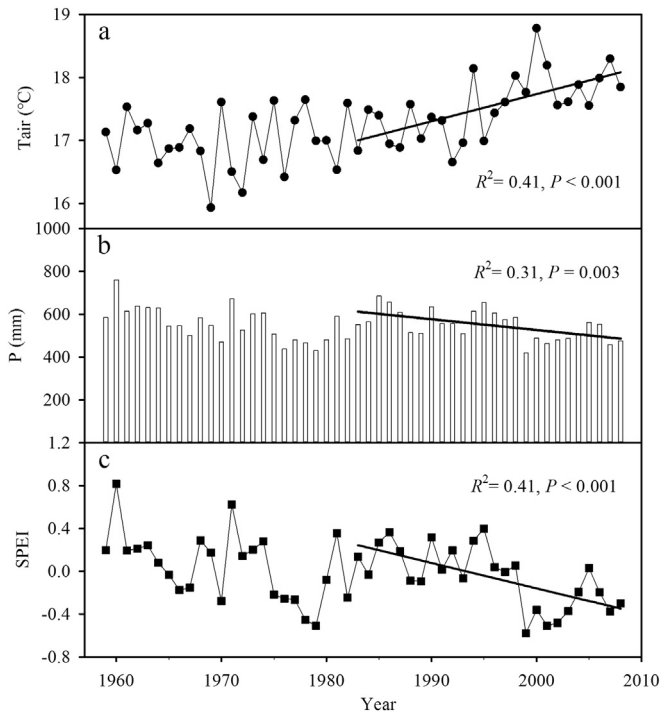 19
a
18
Tair (°C)
17
16
R²= 0.41, P < 0.001
1000
b
800
R²= 0.31, P = 0.003
P (mm)
600
400
200
1.2
c
0.8
R²= 0.41, P < 0.001
SPEI
0.4
0.0
-0.4
-0.8
1960 1970 1980 1990 2000 2010
Year